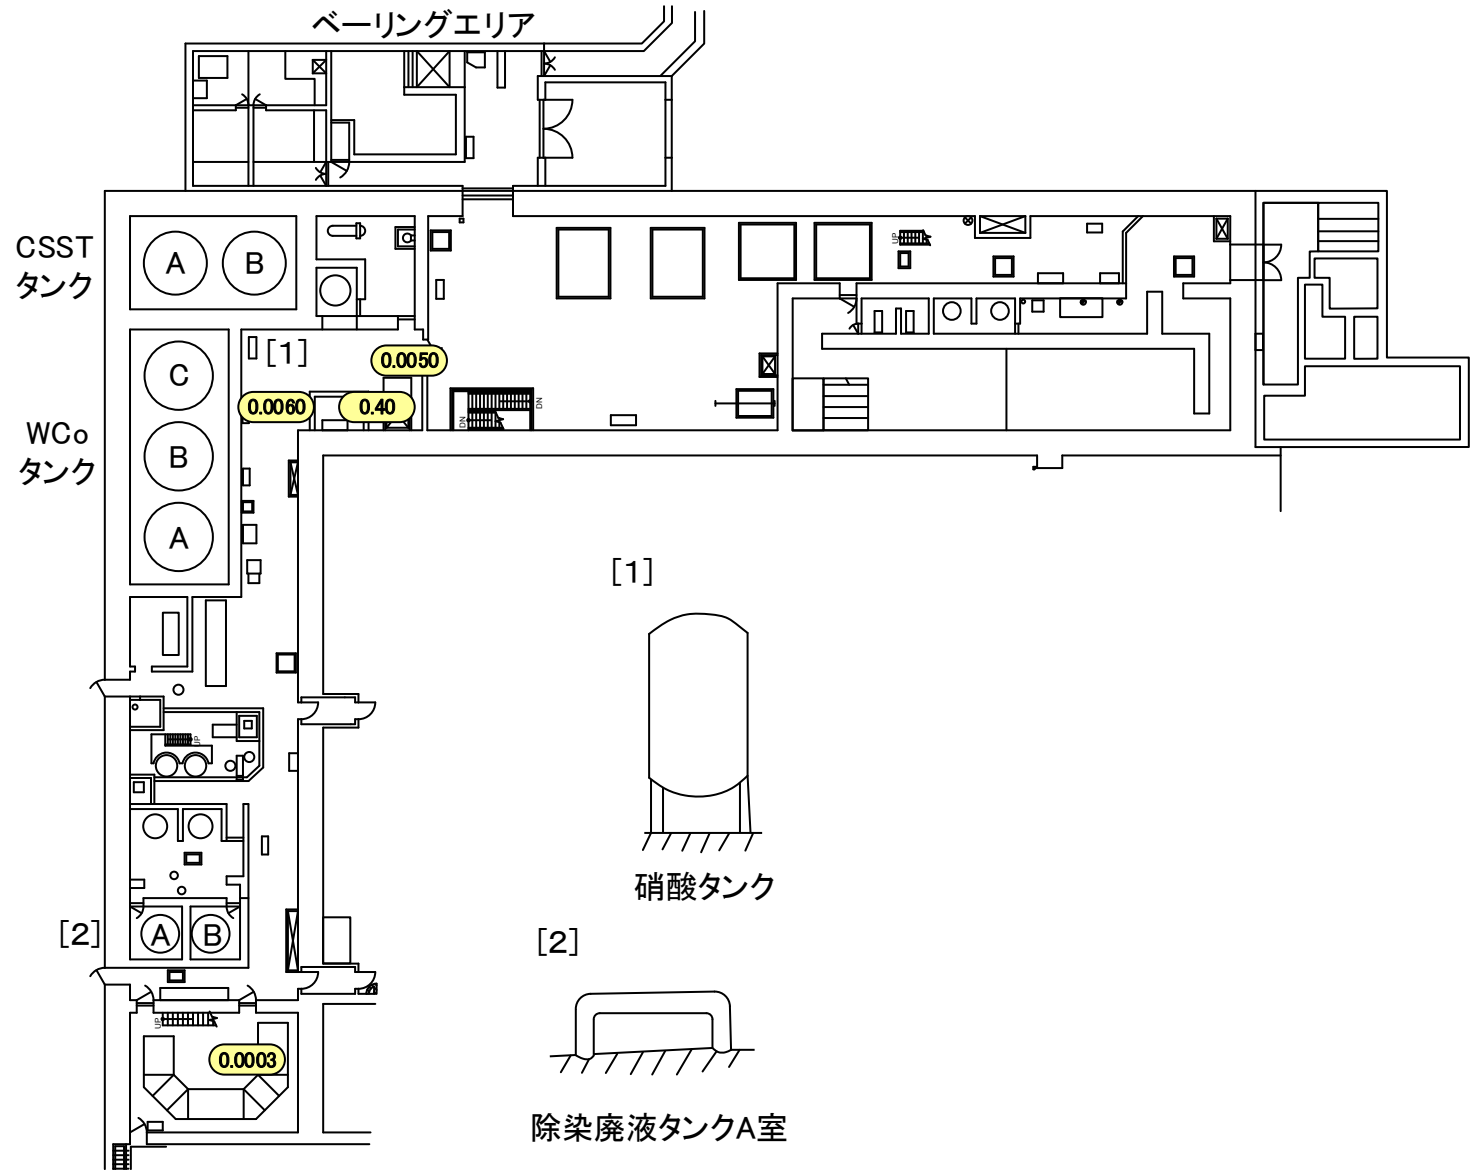 ベーリングエリア
CSST
タンク
A
B
UP
[1]
0.0050
C
0.0060
0.40
DN
DN
WCo
タンク
B
A
[1]
UP
硝酸タンク
[2]
A
B
[2]
UP
0.0003
除染廃液タンクA室